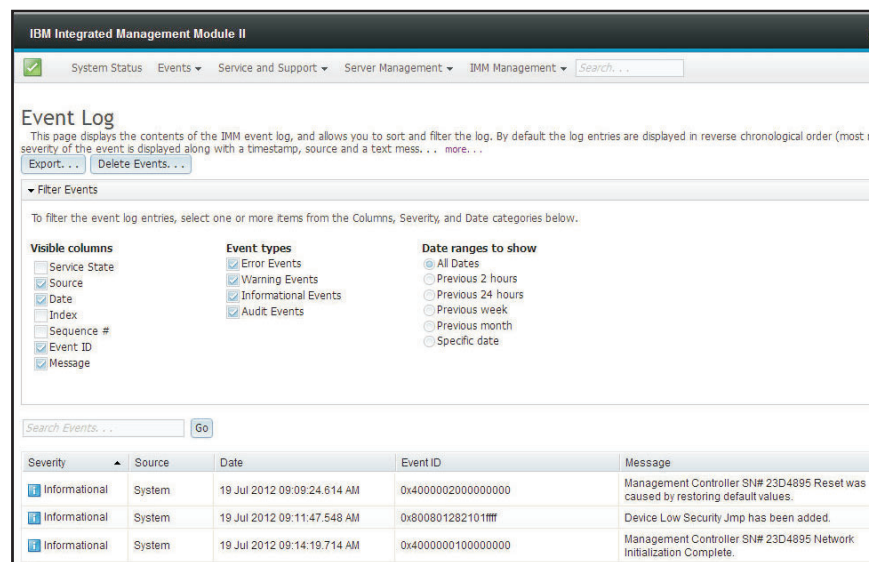 IBM Integrated Management Module II
System Status Events Service and Support Server Management IMM Management Search. . .
Event Log
This page displays the contents of the IMM event log, and allows you to sort and filter the log. By default the log entries are displayed in reverse chronological order (most
severity of the event is displayed along with a timestamp, source and a text mess. . . more. . .
Export. . . Delete Events. . .
Filter Events
To filter the event log entries, select one or more items from the Columns, Severity, and Date categories below.
Visible columns Event types Date ranges to show
Service State Error Events All Dates
Source Warning Events Previous 2 hours
Date Informational Events Previous 24 hours
Index Audit Events Previous week
Sequence # Previous month
Event ID Specific date
Message
Search Events. . . Go
Severity Source Date Event ID Message
Informational System 19 Jul 2012 09:09:24.614 AM 0x4000002000000000 Management Controller SN# 23D4895 Reset was
caused by restoring default values.
Informational System 19 Jul 2012 09:11:47.548 AM 0x800801282101ffff Device Low Security Jmp has been added.
Informational System 19 Jul 2012 09:14:19.714 AM 0x4000000100000000 Management Controller SN# 23D4895 Network
Initialization Complete.